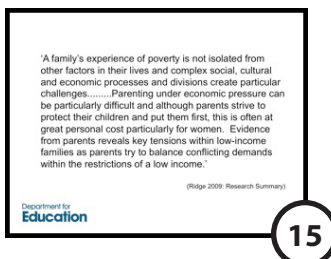 ‘A family’s experience of poverty is not isolated from
other factors in their lives and complex social, cultural
and economic processes and divisions create particular
challenges.........Parenting under economic pressure can
be particularly difficult and although parents strive to
protect their children and put them first, this is often at
great personal cost particularly for women.  Evidence
from parents reveals key tensions within low-income
families as parents try to balance conflicting demands
within the restrictions of a low income.’
(Ridge 2009: Research Summary)
Department for
Education
15